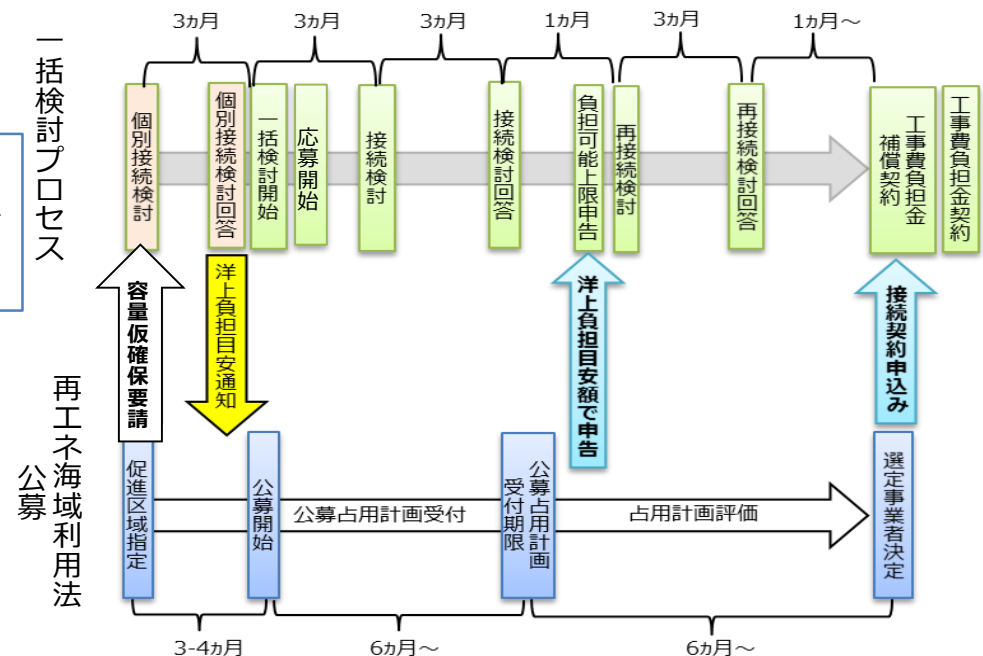 3ヵ月
3ヵ月
3ヵ月
1ヵ月
3ヵ月
1ヵ月～
一括検討プロセス
個別接続検討
個別接続検討回答
一括検討開始
応募開始
接続検討
接続検討回答
負担可能上限申告
再接続検討
再接続検討回答
工事費負担金
補償契約
工事費負担金契約
容量仮確保要請
洋上負担目安通知
洋上負担目安額で申告
接続契約申込み
再エネ海域利用法
公募
促進区域指定
公募開始
公募占用計画受付
公募占用計画
受付期限
占用計画評価
選定事業者決定
3-4ヵ月
6ヵ月～
6ヵ月～